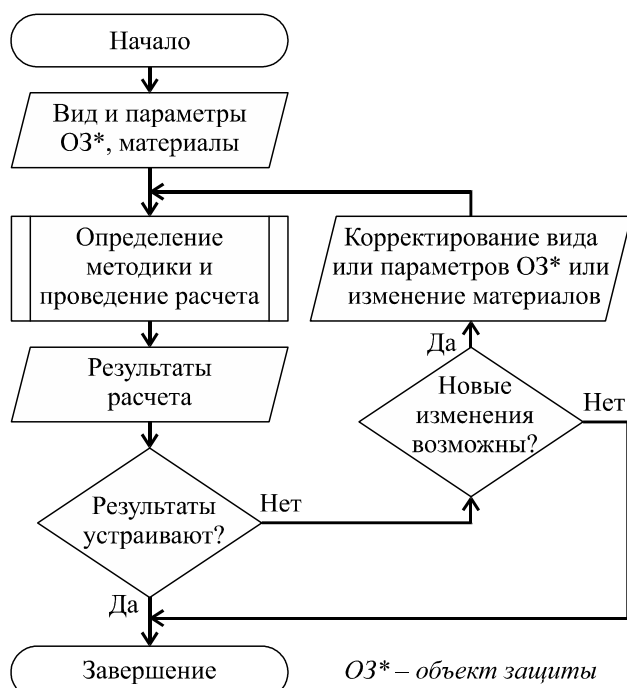 Начало
Вид и параметры
ОЗ*, материалы
Определение
методики и
проведение расчета
Корректирование вида
или параметров ОЗ* или
изменение материалов
Результаты
расчета
Да
Новые
изменения
возможны?
Нет
Результаты
устраивают?
Нет
Да
Завершение
ОЗ* – объект защиты